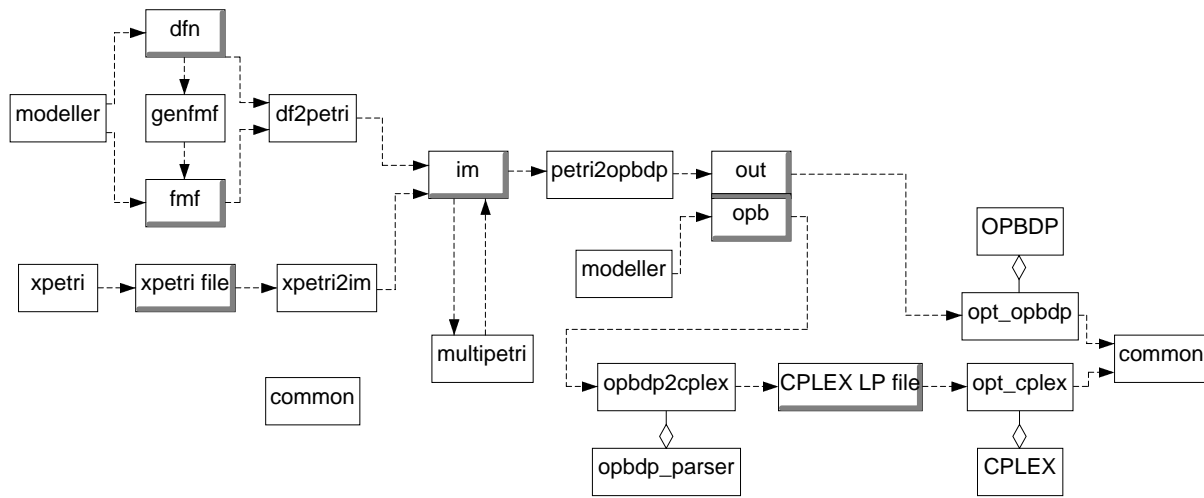 dfn
modeller
genfmf
df2petri
fmf
im
petri2opbdp
out
opb
modeller
OPBDP
xpetri
xpetri file
xpetri2im
opt_opbdp
multipetri
common
common
opbdp2cplex
CPLEX LP file
opt_cplex
opbdp_parser
CPLEX